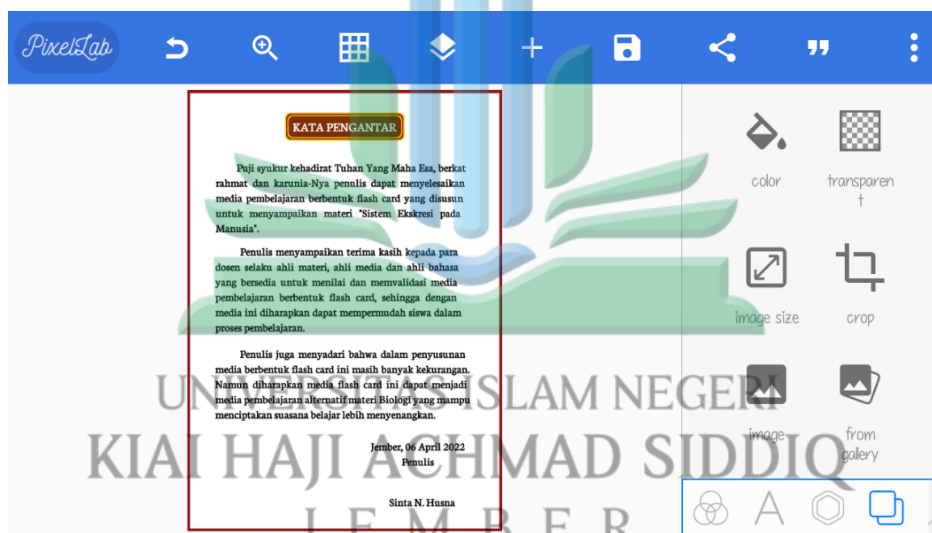 PixelLab
KATA PENGANTAR
Puji syukur kehadirat Tuhan Yang Maha Esa, berkat
rahmat dan karunia-Nya penulis dapat menyelesaikan
media pembelajaran berbentuk flash card yang disusun
untuk menyampaikan materi "Sistem Ekskresi pada
Manusia".
Penulis menyampaikan terima kasih kepada para
dosen selaku ahli materi, ahli media dan ahli bahasa
yang bersedia untuk menilai dan memvalidasi media
pembelajaran berbentuk flash card, sehingga dengan
media ini diharapkan dapat mempermudah siswa dalam
proses pembelajaran.
Penulis juga menyadari bahwa dalam penyusunan
media berbentuk flash card ini masih banyak kekurangan.
Namun diharapkan media flash card ini dapat menjadi
media pembelajaran alternatif materi Biologi yang mampu
menciptakan suasana belajar lebih menyenangkan.
Jember, 06 April 2022
Penulis
Sinta N. Husna
color
transparen
t
image size
crop
image
from
gallery
UNIVERSITAS ISLAM NEGERI
KIAI HAJI ACHMAD SIDDIQ
JEMBER